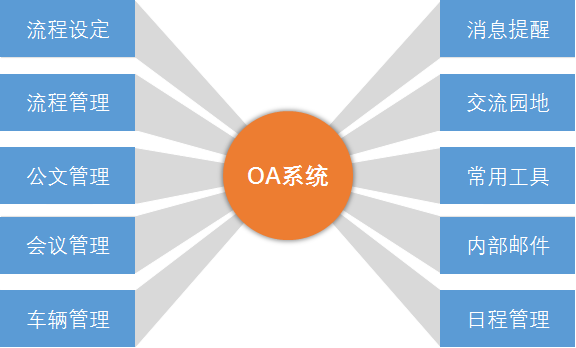 流程设定
流程管理
公文管理
会议管理
车辆管理
OA系统
消息提醒
交流园地
常用工具
内部邮件
日程管理